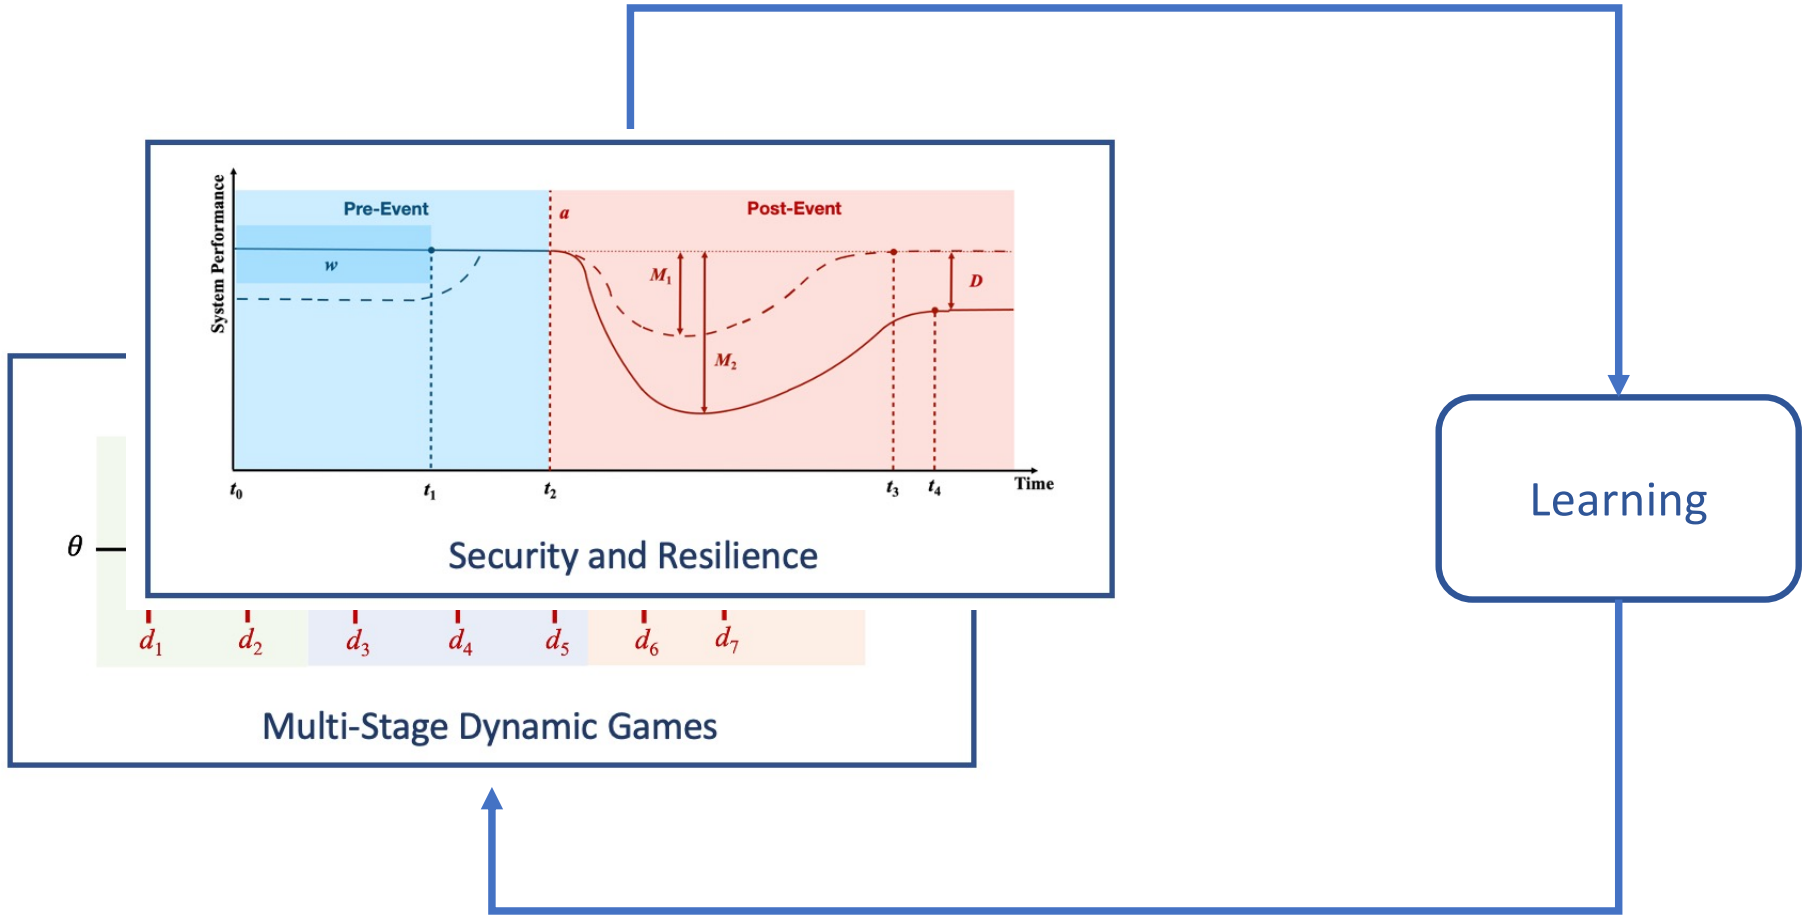 System Performance
Pre-Event
Post-Event
a
w
M1
M2
D
t0
t1
t2
t3
t4
Time
Security and Resilience
Learning
θ
d1
d2
d3
d4
d5
d6
d7
Multi-Stage Dynamic Games